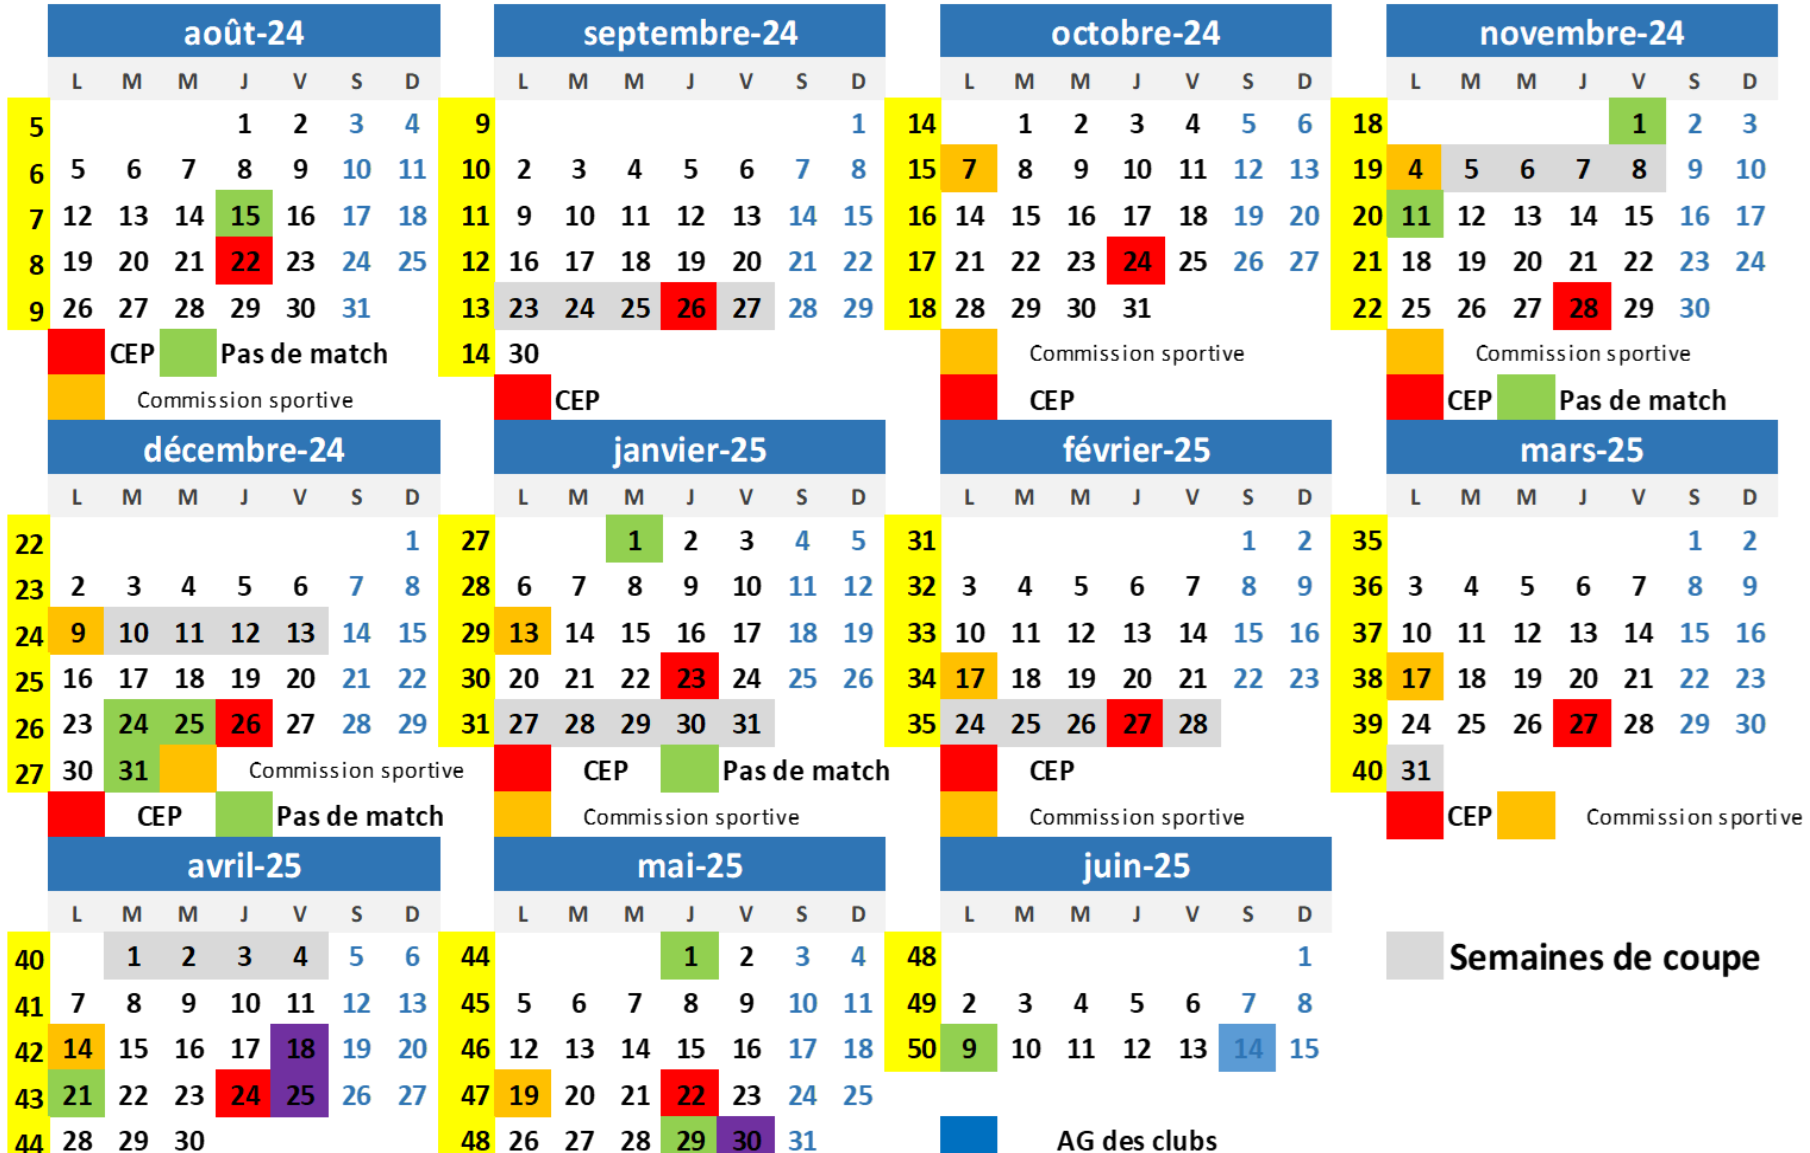 août-24 septembre-24 octobre-24 novembre-24
L M M J V S D L M M J V S D L M M J V S D L M M J V S D
5 1 2 3 4 9 1 14 1 2 3 4 5 6 18 1 2 3
6 5 6 7 8 9 10 11 10 2 3 4 5 6 7 8 15 7 8 9 10 11 12 13 19 4 5 6 7 8 9 10
7 12 13 14 15 16 17 18 11 9 10 11 12 13 14 15 16 14 15 16 17 18 19 20 20 11 12 13 14 15 16 17
8 19 20 21 22 23 24 25 12 16 17 18 19 20 21 22 17 21 22 23 24 25 26 27 21 18 19 20 21 22 23 24
9 26 27 28 29 30 31 13 23 24 25 26 27 28 29 18 28 29 30 31 22 25 26 27 28 29 30
CEP Pas de match 14 30 Commission sportive Commission sportive
Commission sportive CEP CEP CEP Pas de match
décembre-24 janvier-25 février-25 mars-25
L M M J V S D L M M J V S D L M M J V S D L M M J V S D
22 1 27 1 2 3 4 5 31 1 2 35 1 2
23 2 3 4 5 6 7 8 28 6 7 8 9 10 11 12 32 3 4 5 6 7 8 9 36 3 4 5 6 7 8 9
24 9 10 11 12 13 14 15 29 13 14 15 16 17 18 19 33 10 11 12 13 14 15 16 37 10 11 12 13 14 15 16
25 16 17 18 19 20 21 22 30 20 21 22 23 24 25 26 34 17 18 19 20 21 22 23 38 17 18 19 20 21 22 23
26 23 24 25 26 27 28 29 31 27 28 29 30 31 35 24 25 26 27 28 39 24 25 26 27 28 29 30
27 30 31 Commission sportive CEP Pas de match CEP 40 31
CEP Pas de match Commission sportive Commission sportive CEP Commission sportive
avril-25 mai-25 juin-25
L M M J V S D L M M J V S D L M M J V S D
40 1 2 3 4 5 6 44 1 2 3 4 48 1 Semaines de coupe
41 7 8 9 10 11 12 13 45 5 6 7 8 9 10 11 49 2 3 4 5 6 7 8
42 14 15 16 17 18 19 20 46 12 13 14 15 16 17 18 50 9 10 11 12 13 14 15
43 21 22 23 24 25 26 27 47 19 20 21 22 23 24 25
44 28 29 30 48 26 27 28 29 30 31 AG des clubs